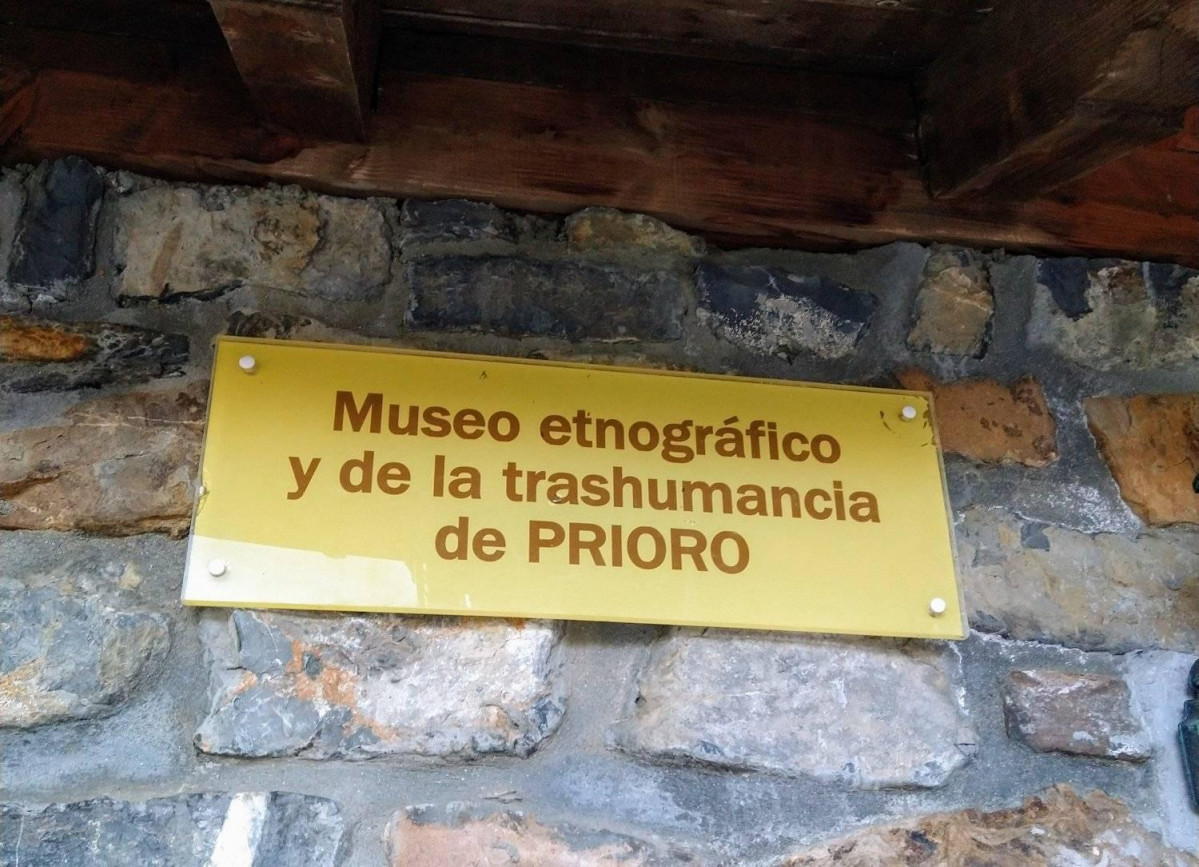 Museo etnográfico
y de la trashumancia
de PRIORO